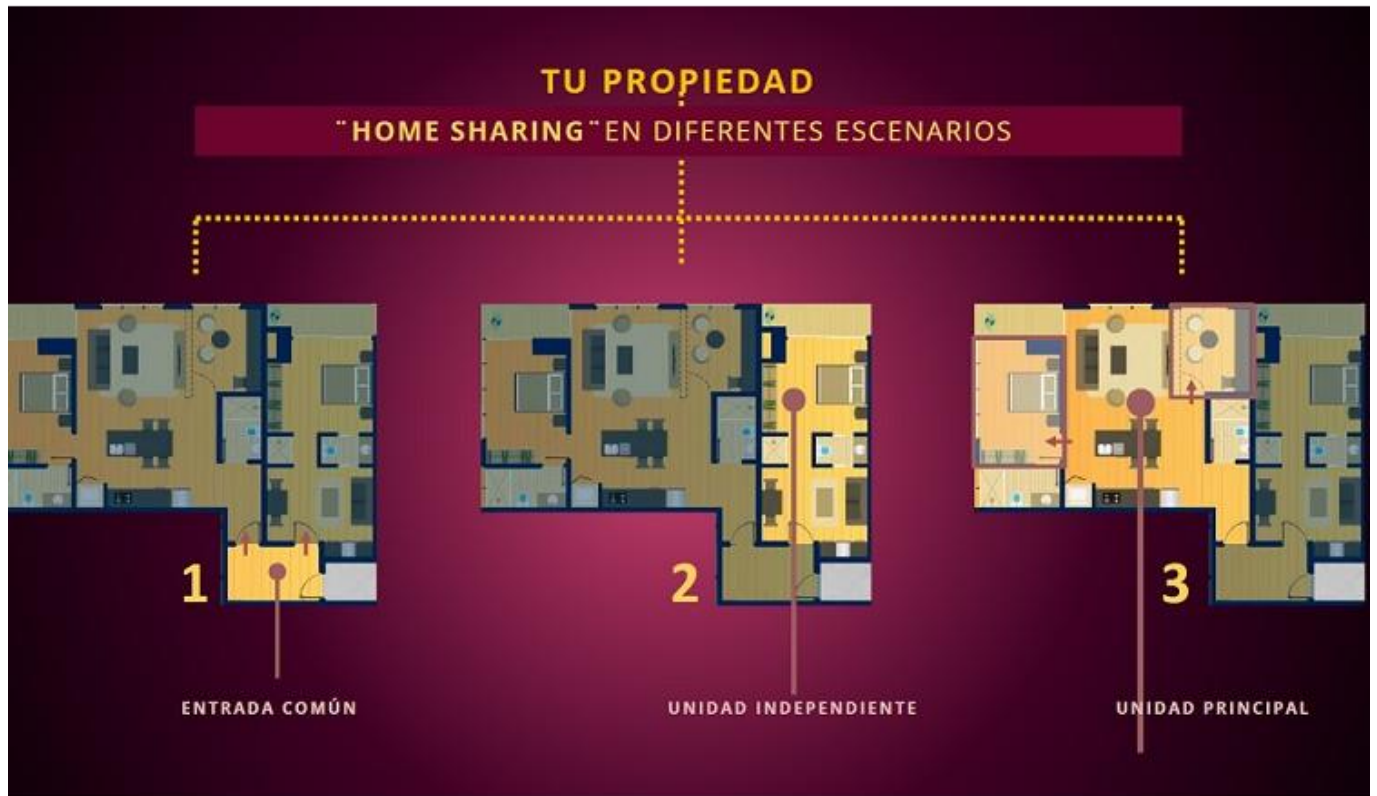 TU PROPIEDAD
¨HOME SHARING¨EN DIFERENTES ESCENARIOS
1
2
3
ENTRADA COMÚN
UNIDAD INDEPENDIENTE
UNIDAD PRINCIPAL